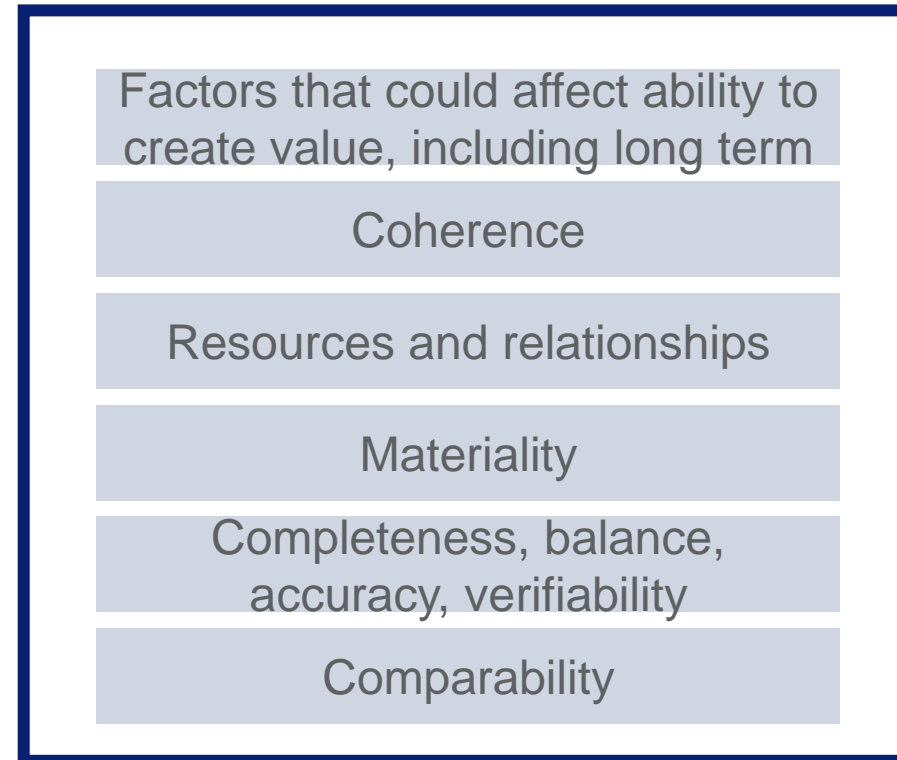 Factors that could affect ability to
create value, including long term
Coherence
Resources and relationships
Materiality
Completeness, balance,
accuracy, verifiability
Comparability